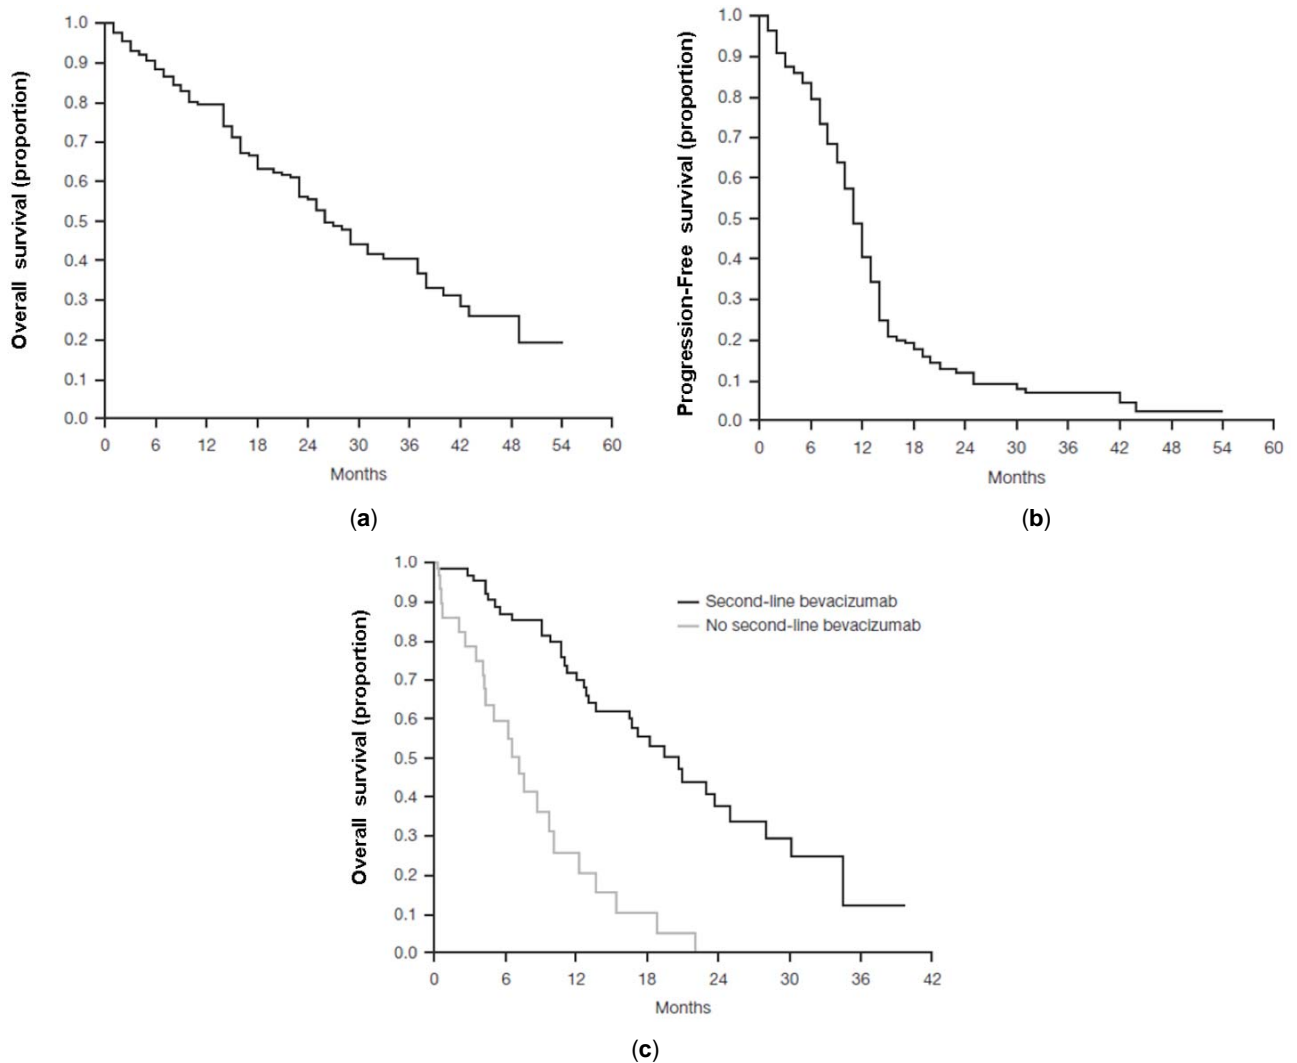 Overall survival (proportion)
1.0
0.9
0.8
0.7
0.6
0.5
0.4
0.3
0.2
0.1
0.0
0 6 12 18 24 30 36 42 48 54 60
Months
(a)
Progression-Free survival (proportion)
1.0
0.9
0.8
0.7
0.6
0.5
0.4
0.3
0.2
0.1
0.0
0 6 12 18 24 30 36 42 48 54 60
Months
(b)
Overall survival (proportion)
1.0
0.9
0.8
0.7
0.6
0.5
0.4
0.3
0.2
0.1
0.0
Second-line bevacizumab
No second-line bevacizumab
0 6 12 18 24 30 36 42
Months
(c)